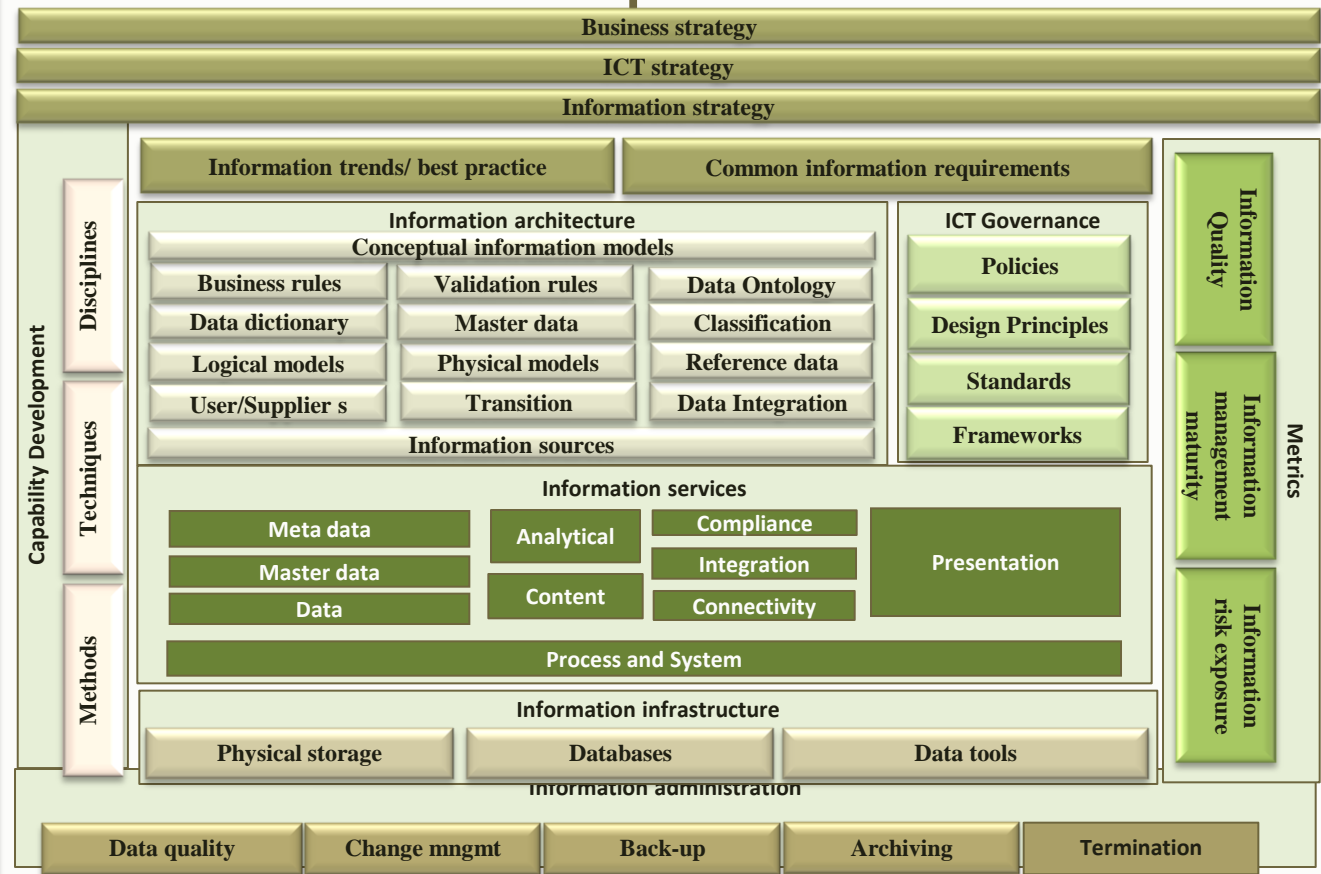 Business strategy
ICT strategy
Information strategy
Information trends/ best practice
Common information requirements
Capability Development
Disciplines
Techniques
Methods
Information architecture
Conceptual information models
Business rules
Validation rules
Data Ontology
Data dictionary
Master data
Classification
Logical models
Physical models
Reference data
User/Supplier s
Transition
Data Integration
Information sources
ICT Governance
Policies
Design Principles
Standards
Frameworks
Metrics
Information
Quality
Information
management
maturity
Information
risk exposure
Information services
Meta data
Master data
Data
Analytical
Content
Compliance
Integration
Connectivity
Presentation
Process and System
Information infrastructure
Physical storage
Databases
Data tools
Information administration
Data quality
Change mngmt
Back-up
Archiving
Termination